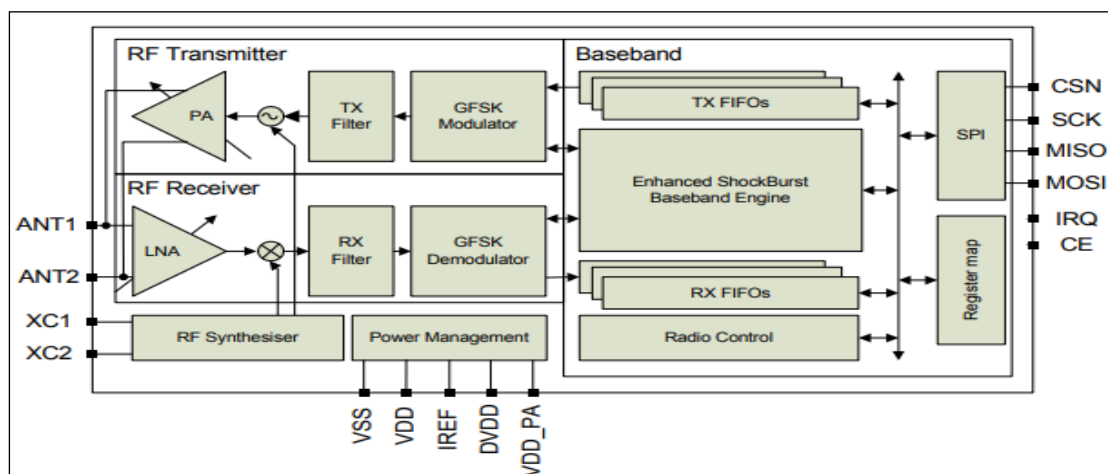 RF Transmitter
PA
TX
Filter
GFSK
Modulator
RF Receiver
LNA
RX
Filter
GFSK
Demodulator
RF Synthesiser
Power Management
Baseband
TX FIFOs
Enhanced ShockBurst
Baseband Engine
RX FIFOs
Radio Control
SPI
Register map
ANT1
ANT2
XC1
XC2
CSN
SCK
MISO
MOSI
IRQ
CE
VSS
VDD
IREF
DVDD
VDD_PA